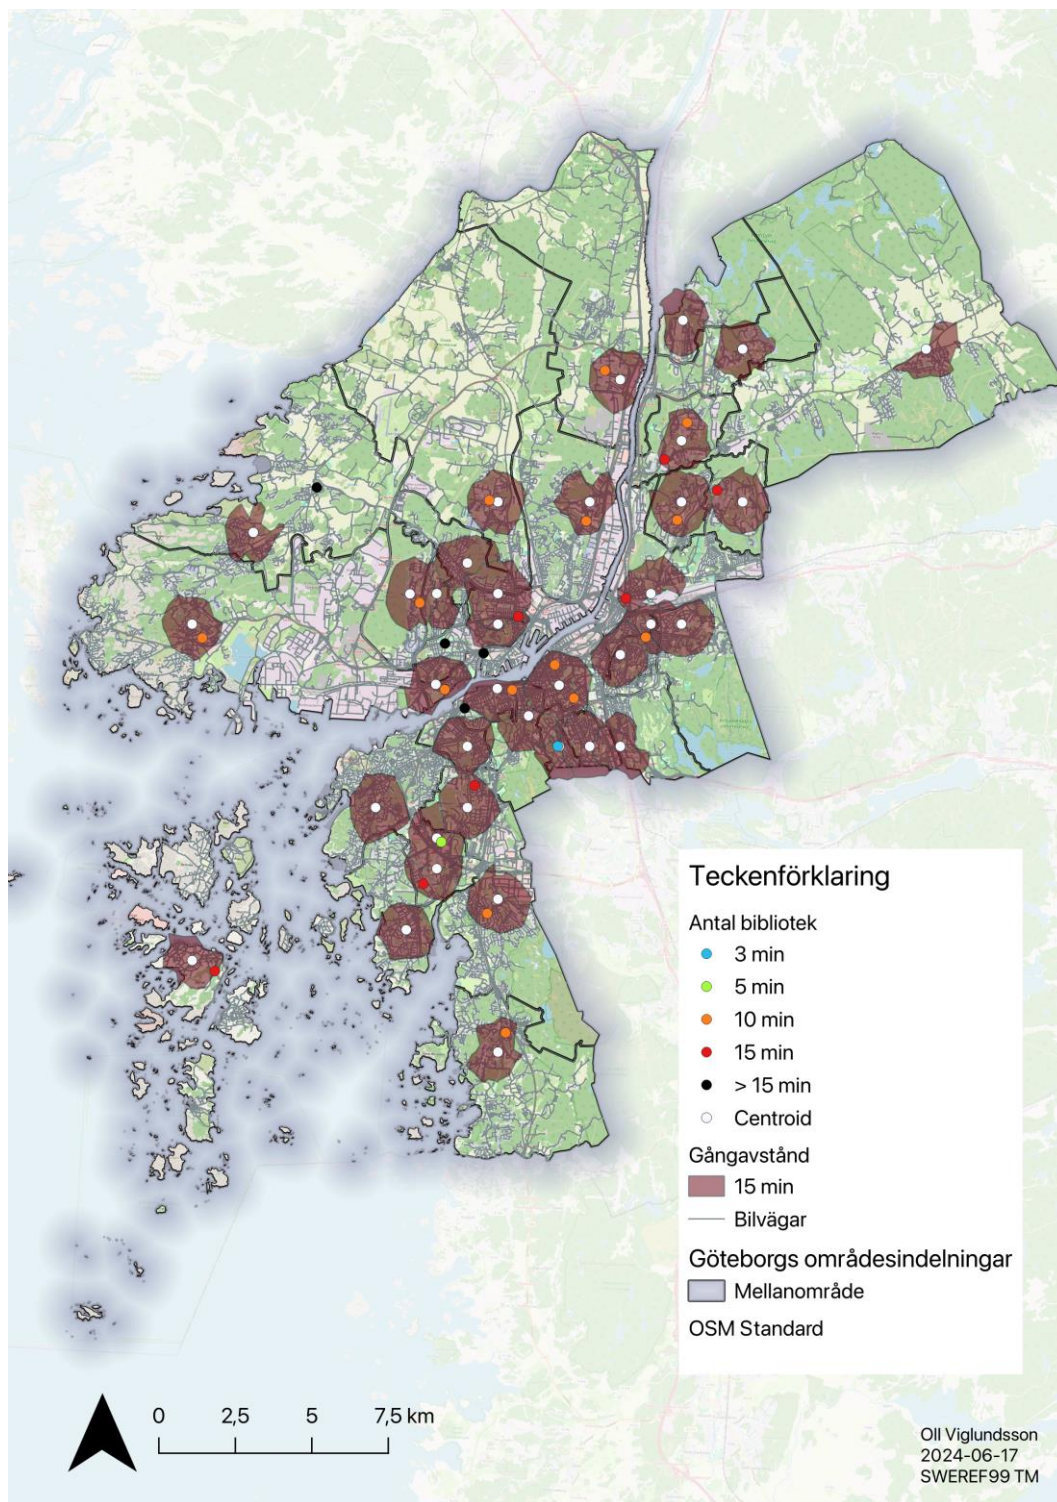 Teckenförklaring
Antal bibliotek
3 min
5 min
10 min
15 min
> 15 min
Centroid
Gångavstånd
15 min
Bilvägar
Göteborgs områdesindelningar
Mellanområde
OSM Standard
0 2,5 5 7,5 km
Oll Viglundsson
2024-06-17
SWEREF99 TM